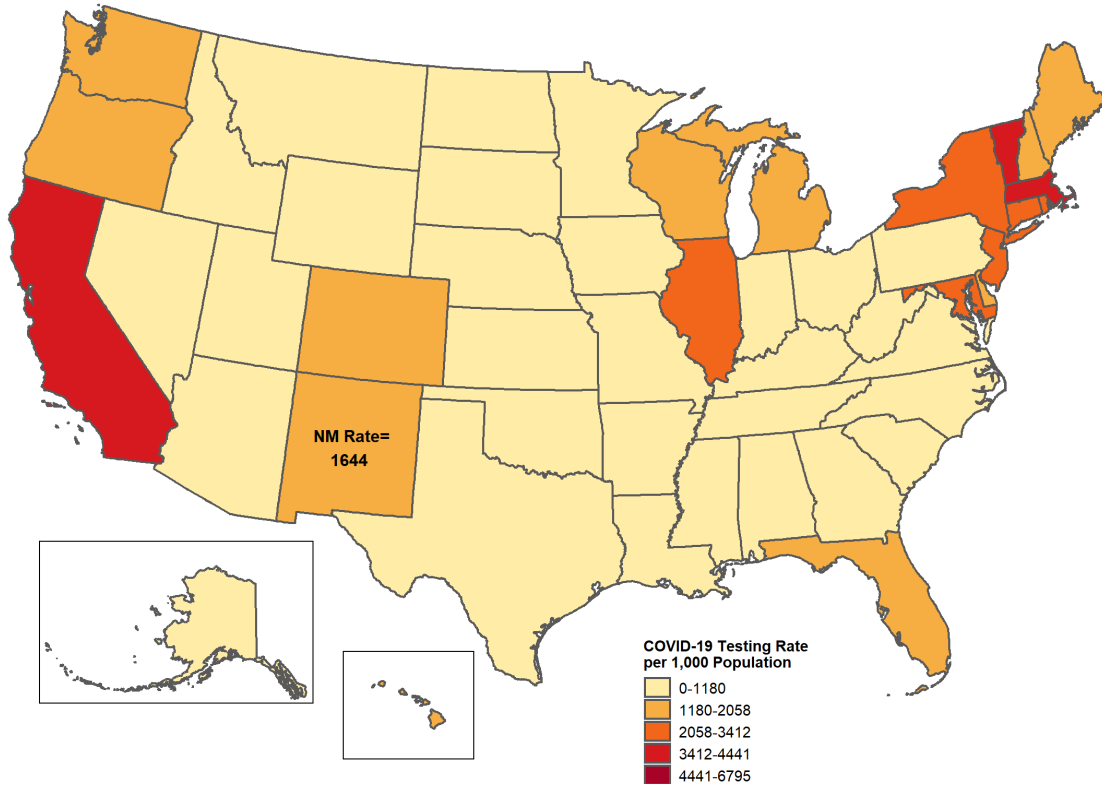 NM Rate=
1644
COVID-19 Testing Rate
per 1,000 Population
0-1180
1180-2058
2058-3412
3412-4441
4441-6795